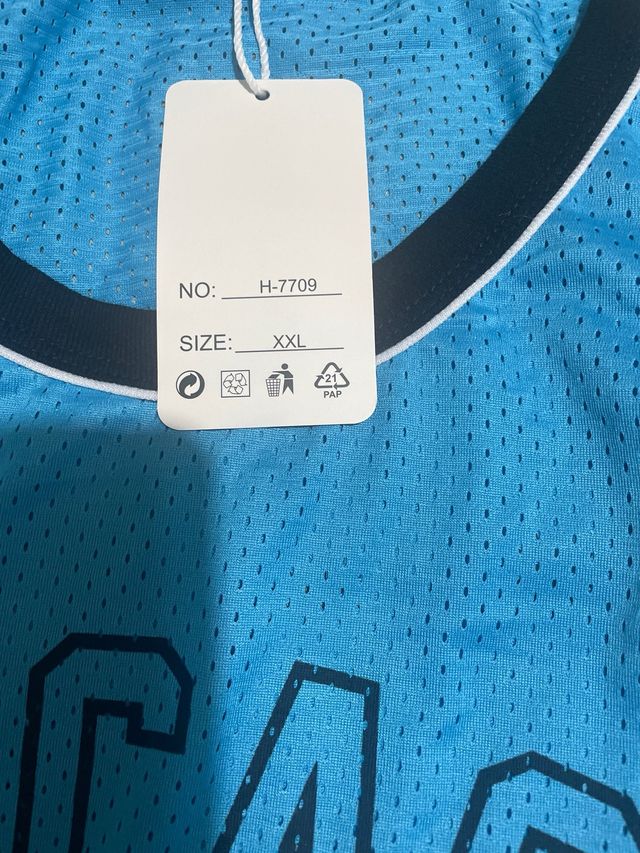 NO: H-7709
SIZE: XXL
21
PAP